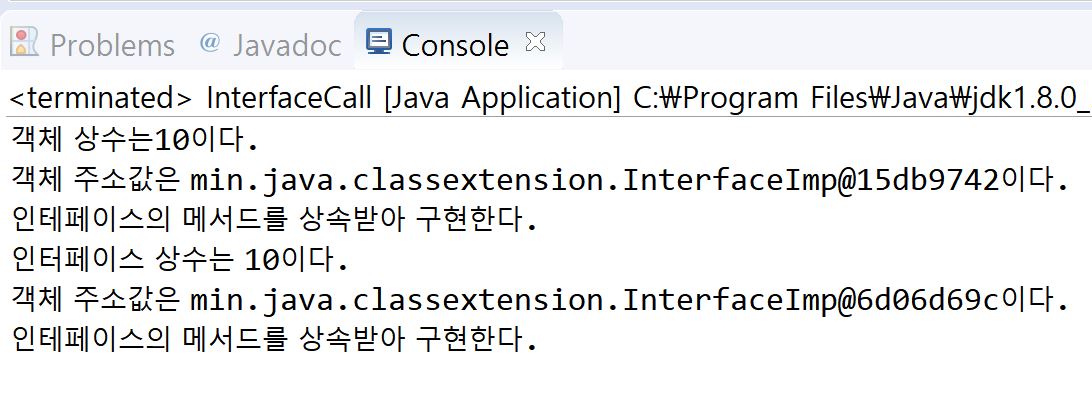 Problems @ Javadoc Console
<terminated> InterfaceCall [Java Application] C:₩Program Files₩Java₩jdk1.8.0_
객체 상수는10이다.
객체 주소값은 min.java.classextension.InterfaceImp@15db9742이다.
인테페이스의 메서드를 상속받아 구현한다.
인터페이스 상수는 10이다.
객체 주소값은 min.java.classextension.InterfaceImp@6d06d69c이다.
인테페이스의 메서드를 상속받아 구현한다.